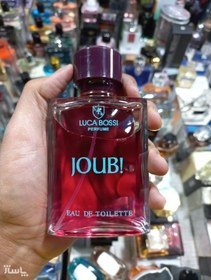 LUCA BOSSI
PERFUME
JOUB!
EAU DE TOILETTE